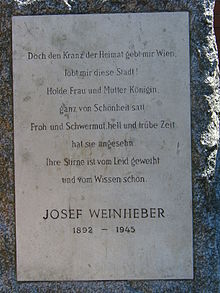 Doch den Kranz der Heimat gebt mir Wien,
lobt mir diese Stadt!
Holde Frau und Mutter Königin,
ganz von Schönheit satt.
Froh und Schwermut, hell und trübe Zeit
hat sie angesehn.
Ihre Stirne ist vom Leid geweiht
und vom Wissen schön.
JOSEF WEINHEBER
1892 – 1945